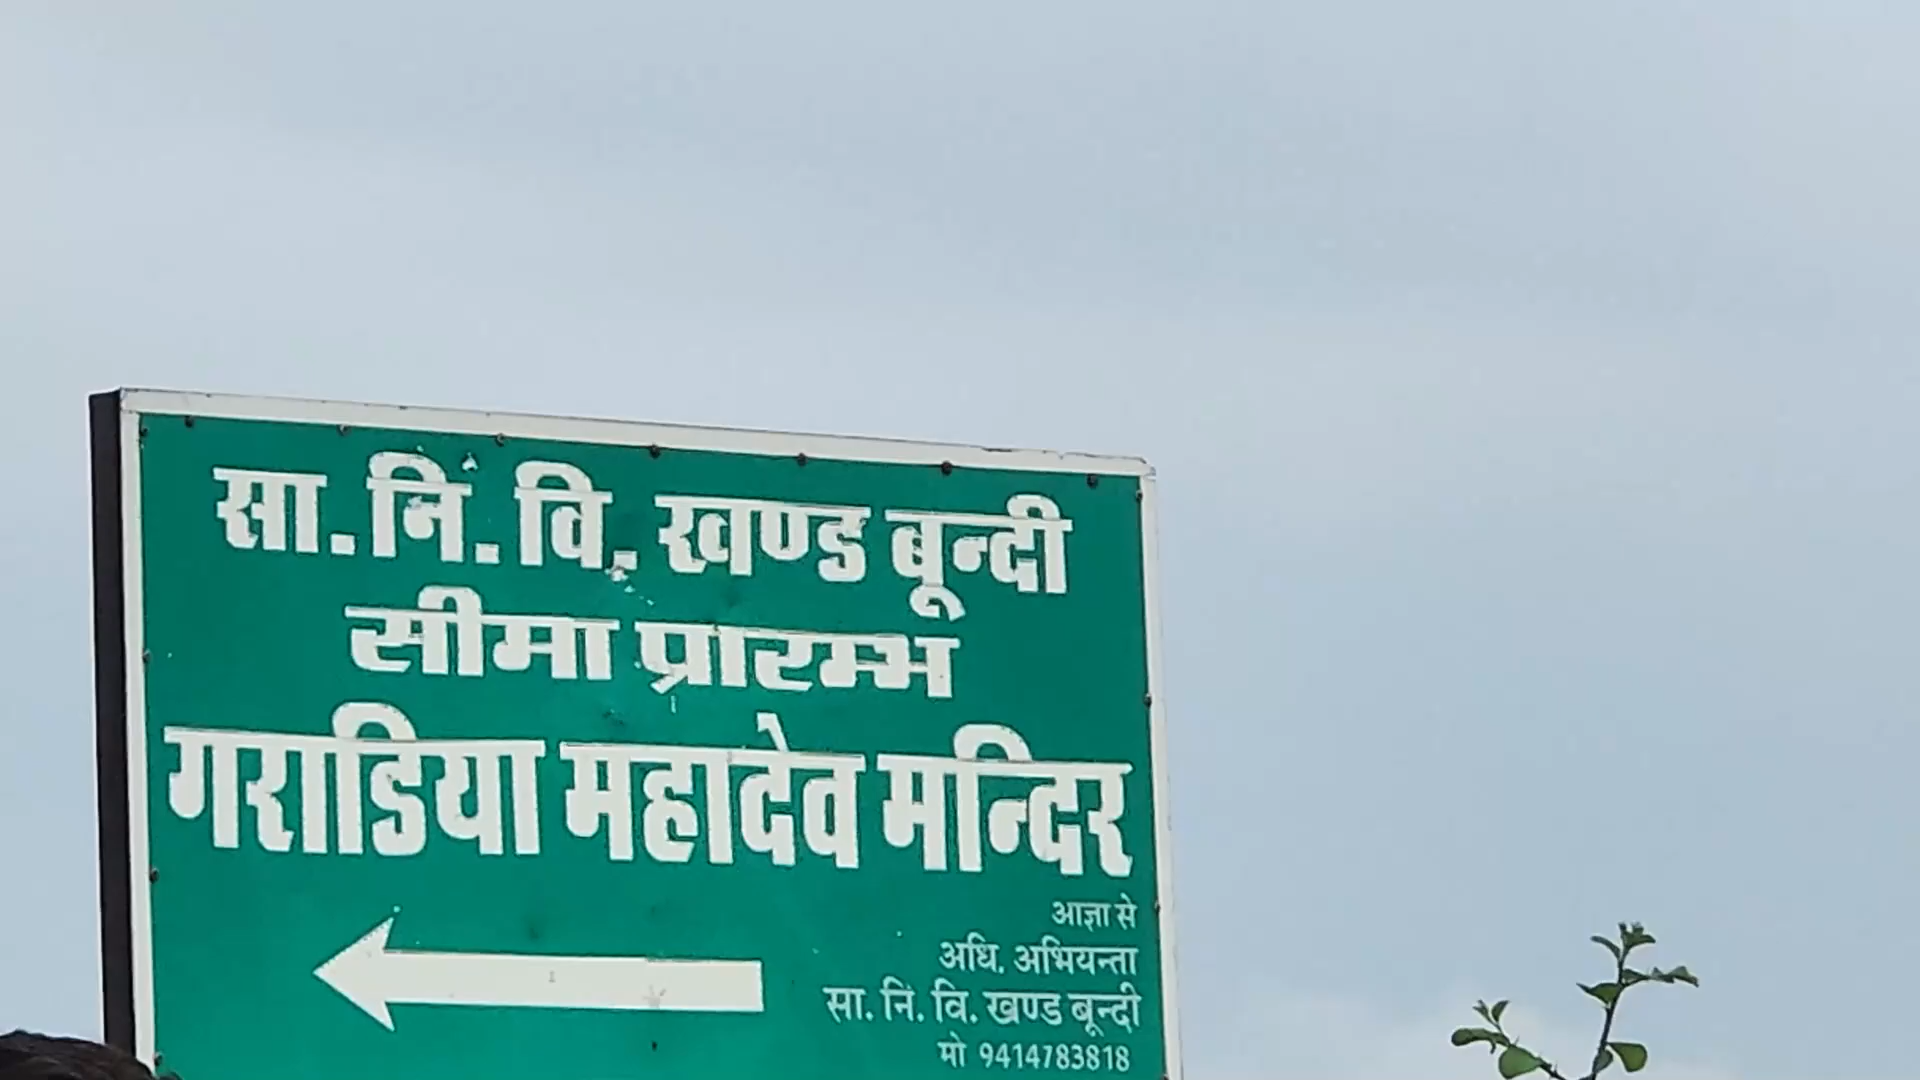 सा. नि. वि. खण्ड बून्दी
सीमा प्रारम्भ
गराडिया महादेव मन्दिर
आज्ञा से
अधि. अभियन्ता
सा. नि. वि. खण्ड बून्दी
मो 9414783818